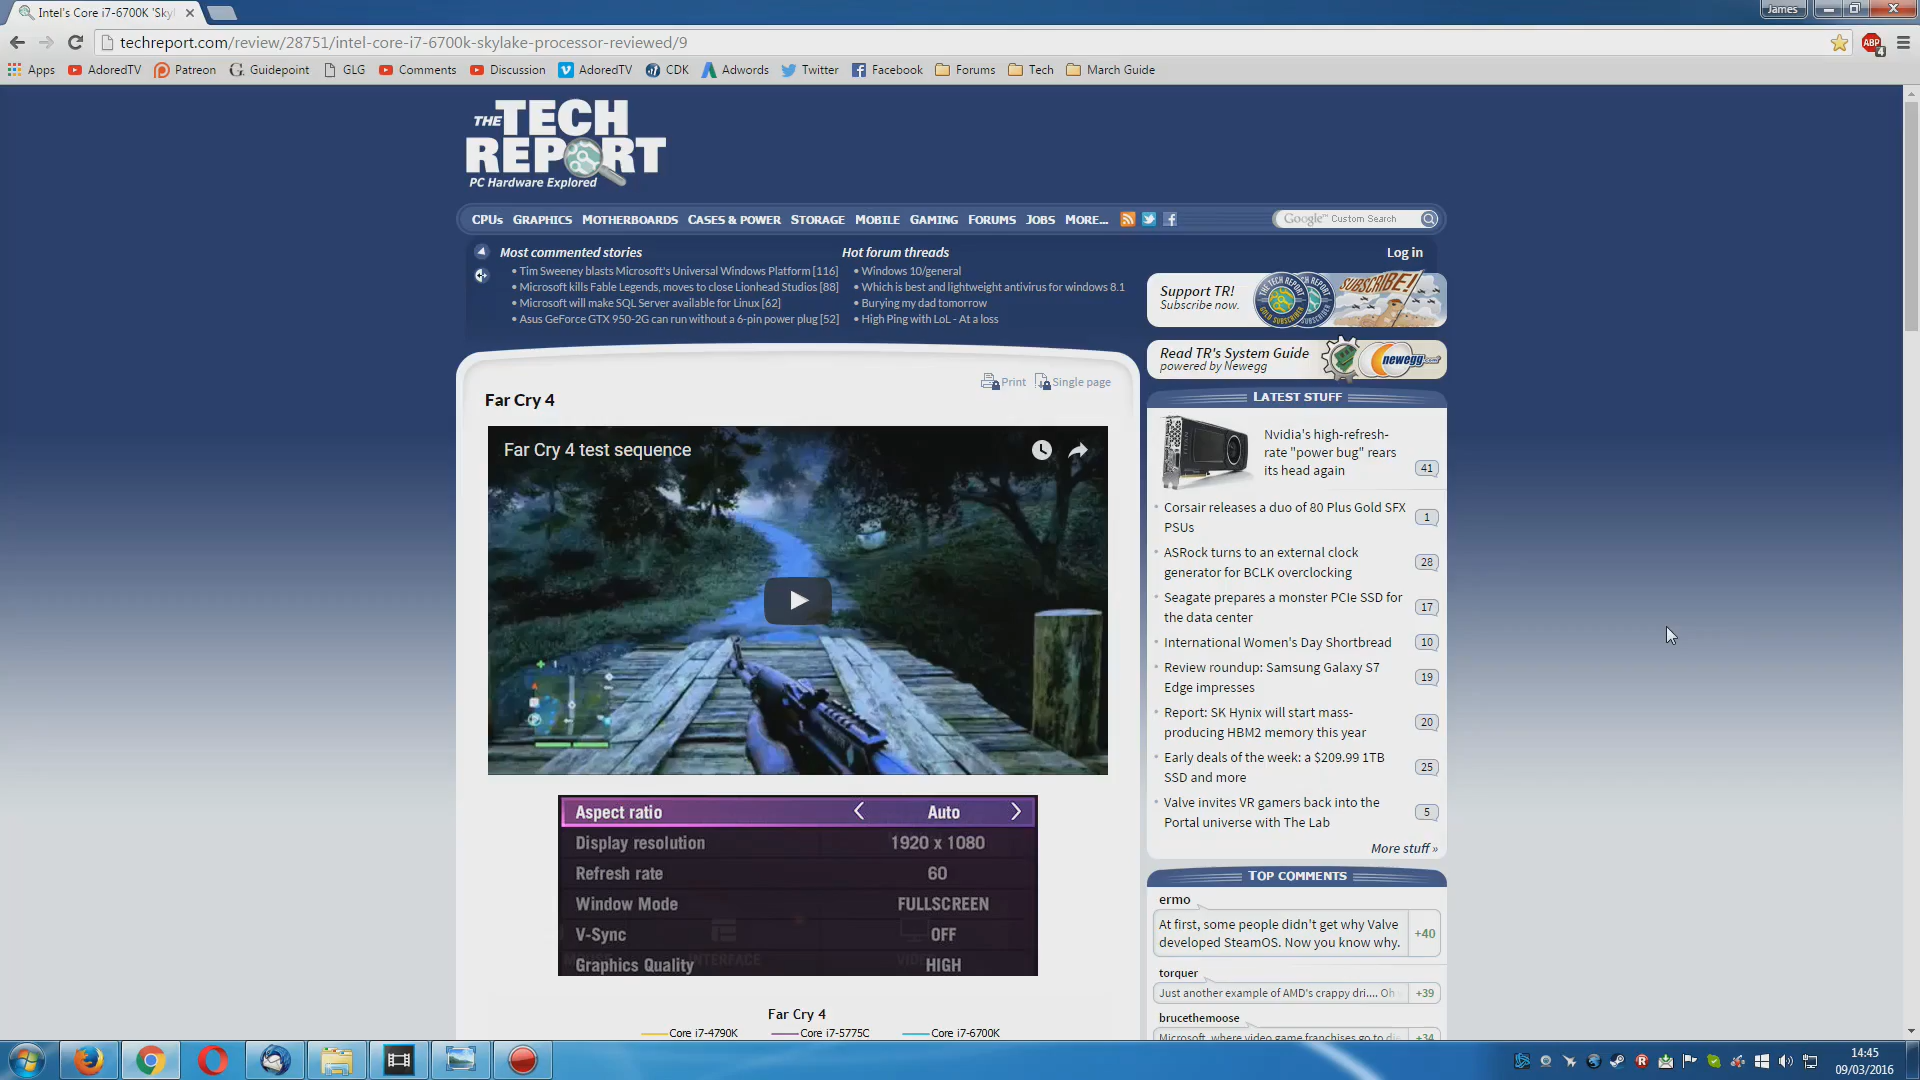 Intel's Core i7-6700K 'Sky
James
techreport.com/review/28751/intel-core-i7-6700k-skylake-processor-reviewed/9
ABP
4
Apps
AdoredTV
Patreon
Guidepoint
GLG
Comments
Discussion
AdoredTV
CDK
Adwords
Twitter
Facebook
Forums
Tech
March Guide
THE TECH
REPORT
PC Hardware Explored
CPUs GRAPHICS MOTHERBOARDS CASES & POWER STORAGE MOBILE GAMING FORUMS JOBS MORE...
Google™ Custom Search
Most commented stories
• Tim Sweeney blasts Microsoft's Universal Windows Platform [116]
• Microsoft kills Fable Legends, moves to close Lionhead Studios [88]
• Microsoft will make SQL Server available for Linux [62]
• Asus GeForce GTX 950-2G can run without a 6-pin power plug [52]
Hot forum threads
• Windows 10/general
• Which is best and lightweight antivirus for windows 8.1
• Burying my dad tomorrow
• High Ping with LoL - At a loss
Log in
Support TR!
Subscribe now.
SUBSCRIBE!
Read TR's System Guide
powered by Newegg
newegg.com
Print
Single page
Far Cry 4
Far Cry 4 test sequence
Aspect ratio
Auto
Display resolution
1920 x 1080
Refresh rate
60
Window Mode
FULLSCREEN
V-Sync
OFF
Graphics Quality
HIGH
Far Cry 4
Core i7-4790K
Core i7-5775C
Core i7-6700K
LATEST STUFF
Nvidia's high-refresh-
rate "power bug" rears
its head again
41
Corsair releases a duo of 80 Plus Gold SFX
PSUs
1
ASRock turns to an external clock
generator for BCLK overclocking
28
Seagate prepares a monster PCIe SSD for
the data center
17
International Women's Day Shortbread
10
Review roundup: Samsung Galaxy S7
Edge impresses
19
Report: SK Hynix will start mass-
producing HBM2 memory this year
20
Early deals of the week: a $209.99 1TB
SSD and more
25
Valve invites VR gamers back into the
Portal universe with The Lab
5
More stuff »
TOP COMMENTS
ermo
At first, some people didn't get why Valve
developed SteamOS. Now you know why.
+40
torquer
Just another example of AMD's crappy dri.... Oh
+39
brucethemoose
Microsoft, where video game franchises go to di
+34
14:45
09/03/2016